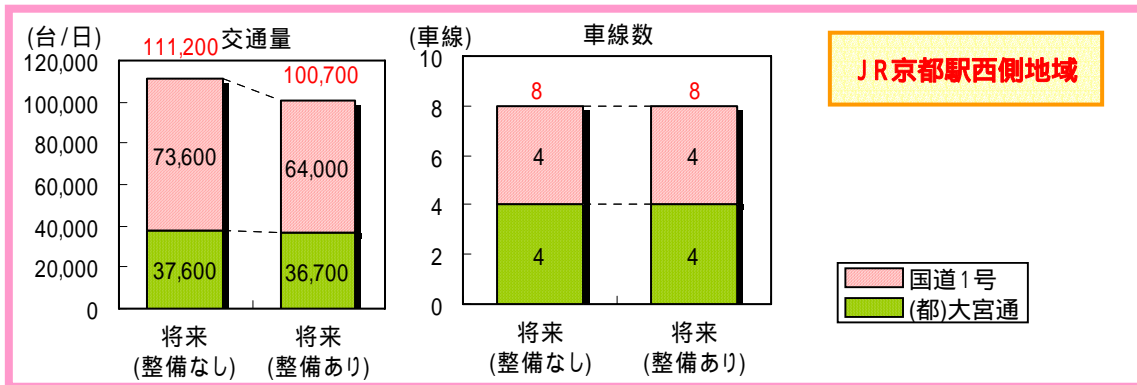 (台/日)
交通量
111,200
100,700
120,000
100,000
80,000
60,000
40,000
20,000
0
73,600
64,000
37,600
36,700
将来
(整備なし)
将来
(整備あり)
(車線)
車線数
10
8
6
4
2
0
8
8
4
4
4
4
将来
(整備なし)
将来
(整備あり)
JR京都駅西側地域
国道1号
(都)大宮通